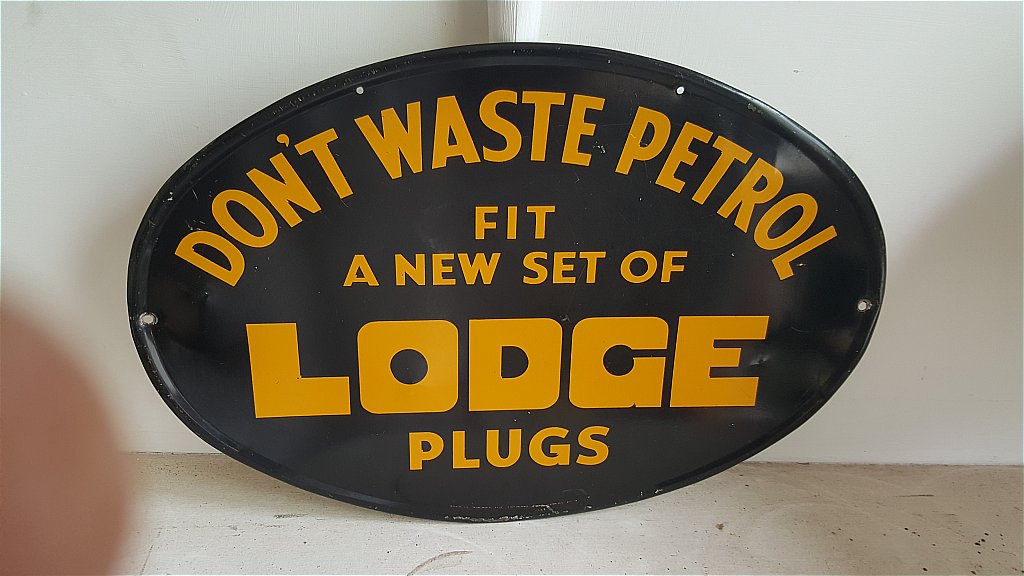 DON'T WASTE PETROL
FIT
A NEW SET OF
LODGE
PLUGS